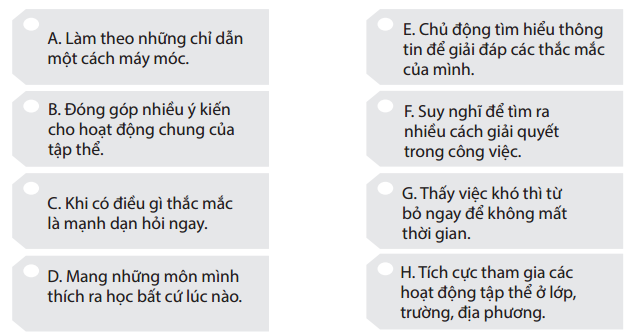 A. Làm theo những chỉ dẫn
một cách máy móc.
B. Đóng góp nhiều ý kiến
cho hoạt động chung của
tập thể.
C. Khi có điều gì thắc mắc
là mạnh dạn hỏi ngay.
D. Mang những môn mình
thích ra học bất cứ lúc nào.
E. Chủ động tìm hiểu thông
tin để giải đáp các thắc mắc
của mình.
F. Suy nghĩ để tìm ra
nhiều cách giải quyết
trong công việc.
G. Thấy việc khó thì từ
bỏ ngay để không mất
thời gian.
H. Tích cực tham gia các
hoạt động tập thể ở lớp,
trường, địa phương.